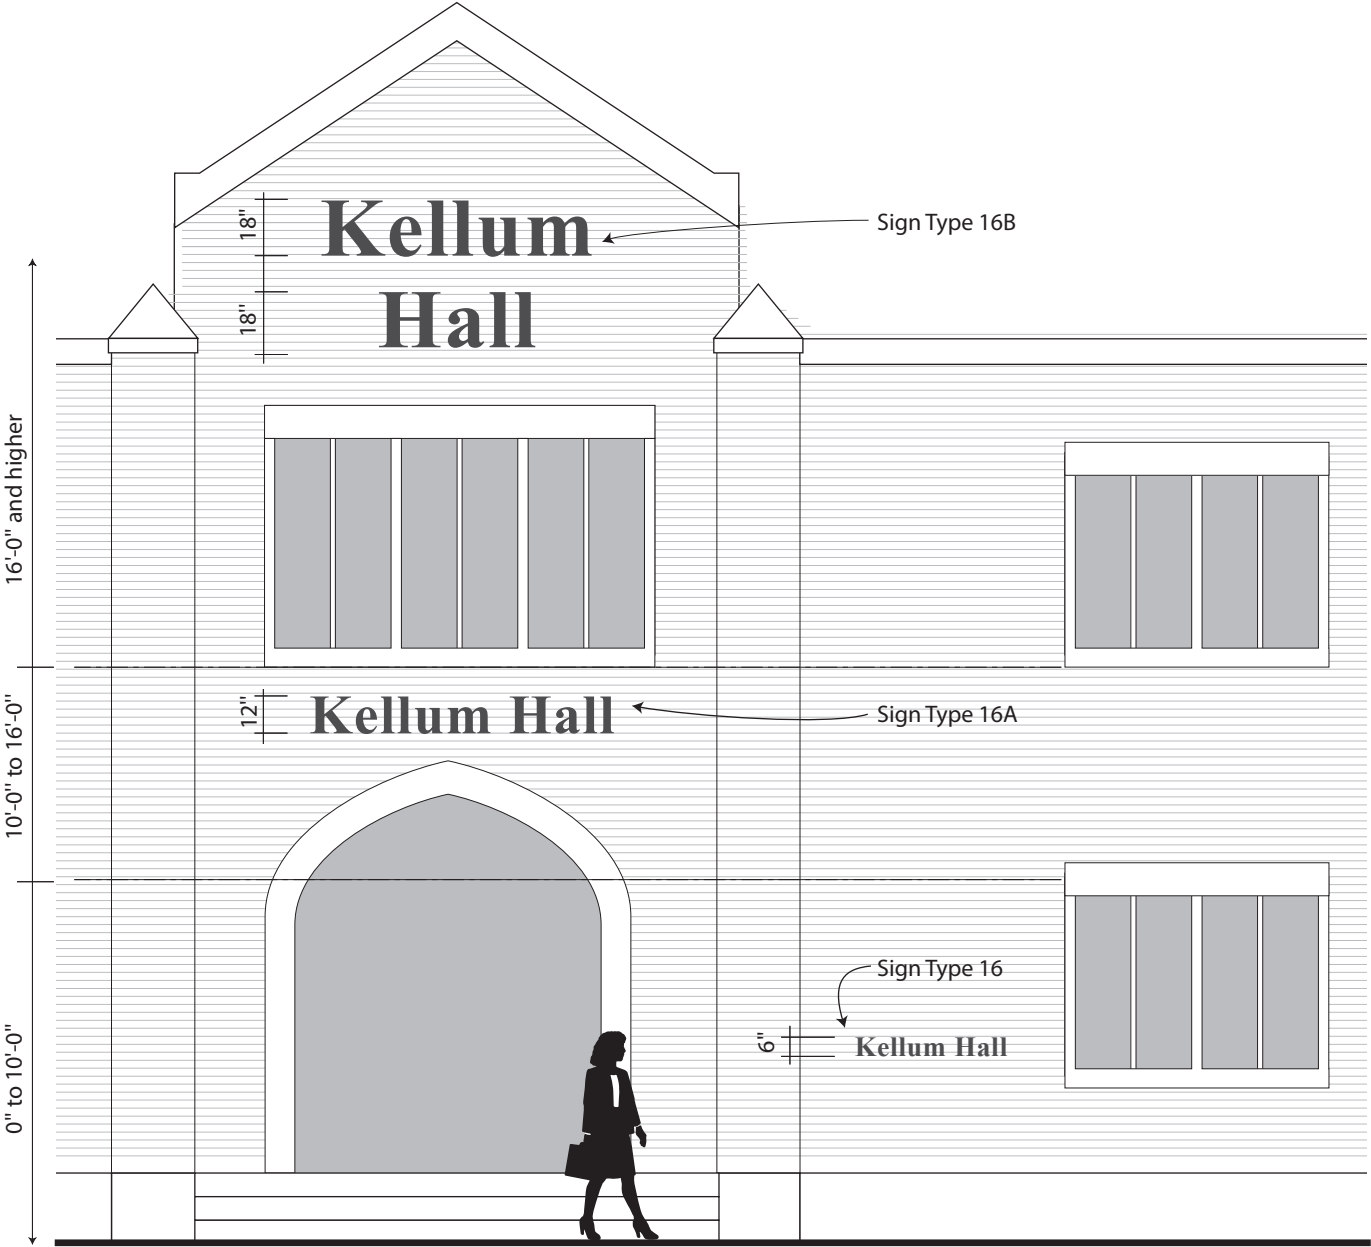 Kellum
Hall
18"
18"
Sign Type 16B
16'-0" and higher
Kellum Hall
12"
Sign Type 16A
10'-0" to 16'-0"
Sign Type 16
6"
Kellum Hall
0" to 10'-0"